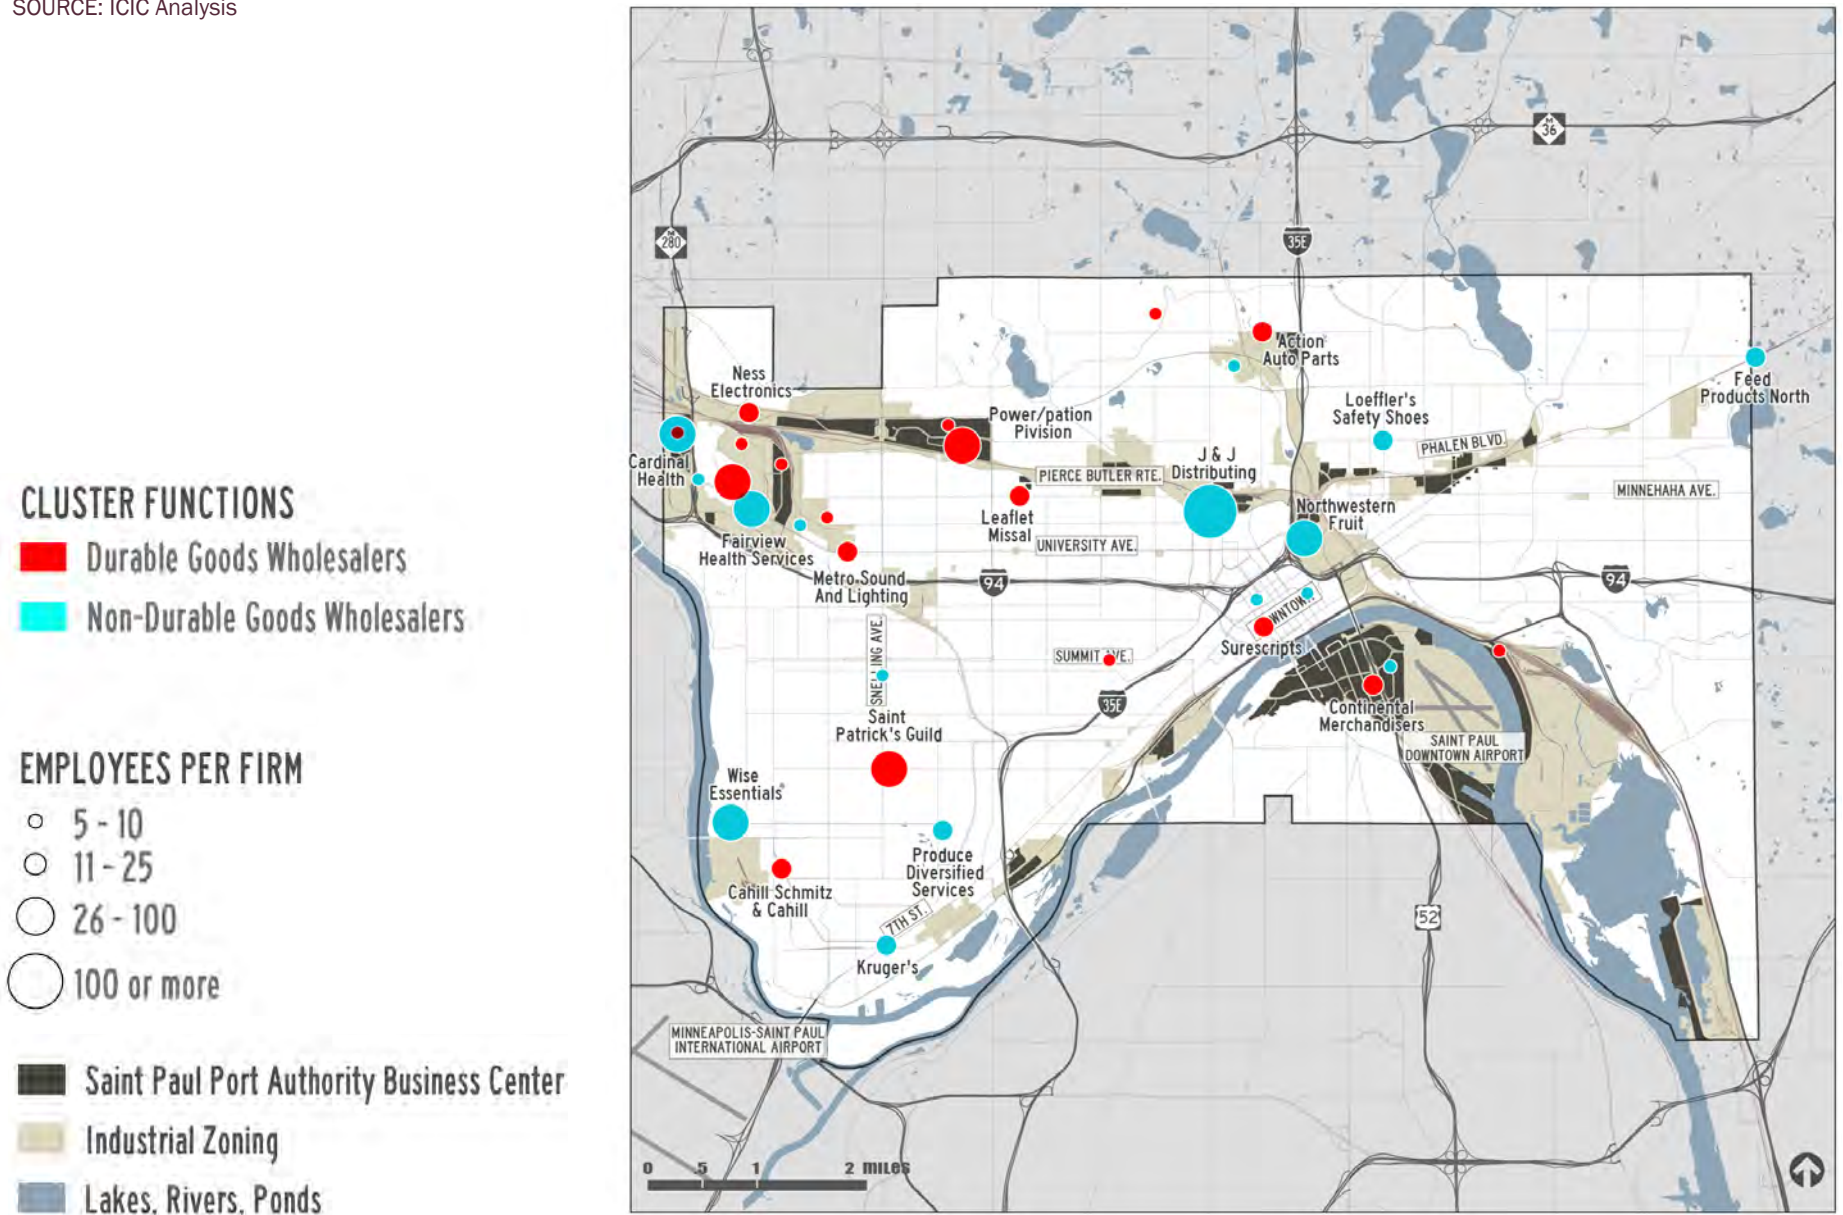 SOURCE: ICIC Analysis
CLUSTER FUNCTIONS
Durable Goods Wholesalers
Non-Durable Goods Wholesalers
EMPLOYEES PER FIRM
5 - 10
11 - 25
26 - 100
100 or more
Saint Paul Port Authority Business Center
Industrial Zoning
Lakes, Rivers, Ponds
M
36
M
280
35E
Ness
Electronics
Action
Auto Parts
Feed
Products North
Loeffler's
Safety Shoes
Power/pation
Pivision
PHALEN BLVD.
Cardinal
Health
J & J
Distributing
PIERCE BUTLER RTE.
MINNEHAHA AVE.
Leaflet
Missal
Northwestern
Fruit
Fairview
Health Services
UNIVERSITY AVE.
Metro Sound
And Lighting
94
94
WNTOW
SNELLING AVE.
SUMMIT AVE.
Surescripts
35E
Saint
Patrick's Guild
Continental
Merchandisers
SAINT PAUL
DOWNTOWN AIRPORT
Wise
Essentials
Produce
Diversified
Services
Cahill Schmitz
& Cahill
7TH ST.
52
Kruger's
MINNEAPOLIS-SAINT PAUL
INTERNATIONAL AIRPORT
0 .5 1 2 MILES